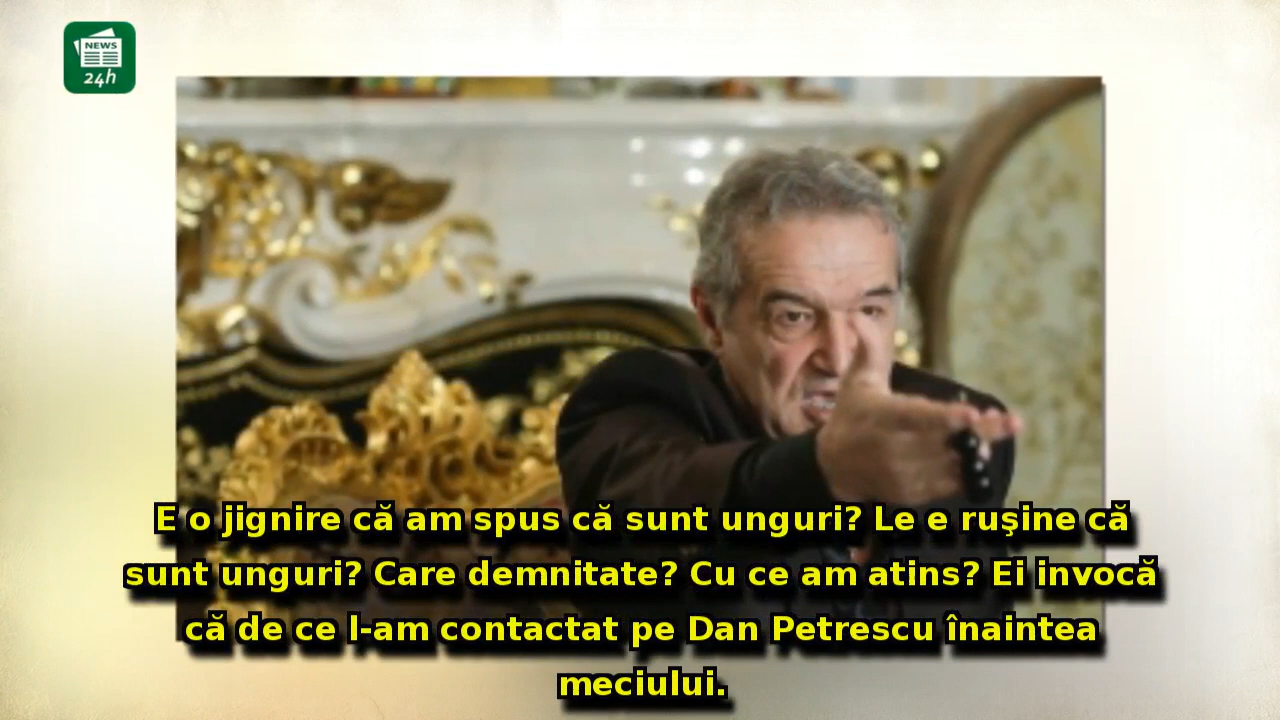 NEWS
24h
E o jignire că am spus că sunt unguri? Le e ruşine că
sunt unguri? Care demnitate? Cu ce am atins? Ei invocă
că de ce l-am contactat pe Dan Petrescu înaintea
meciului.